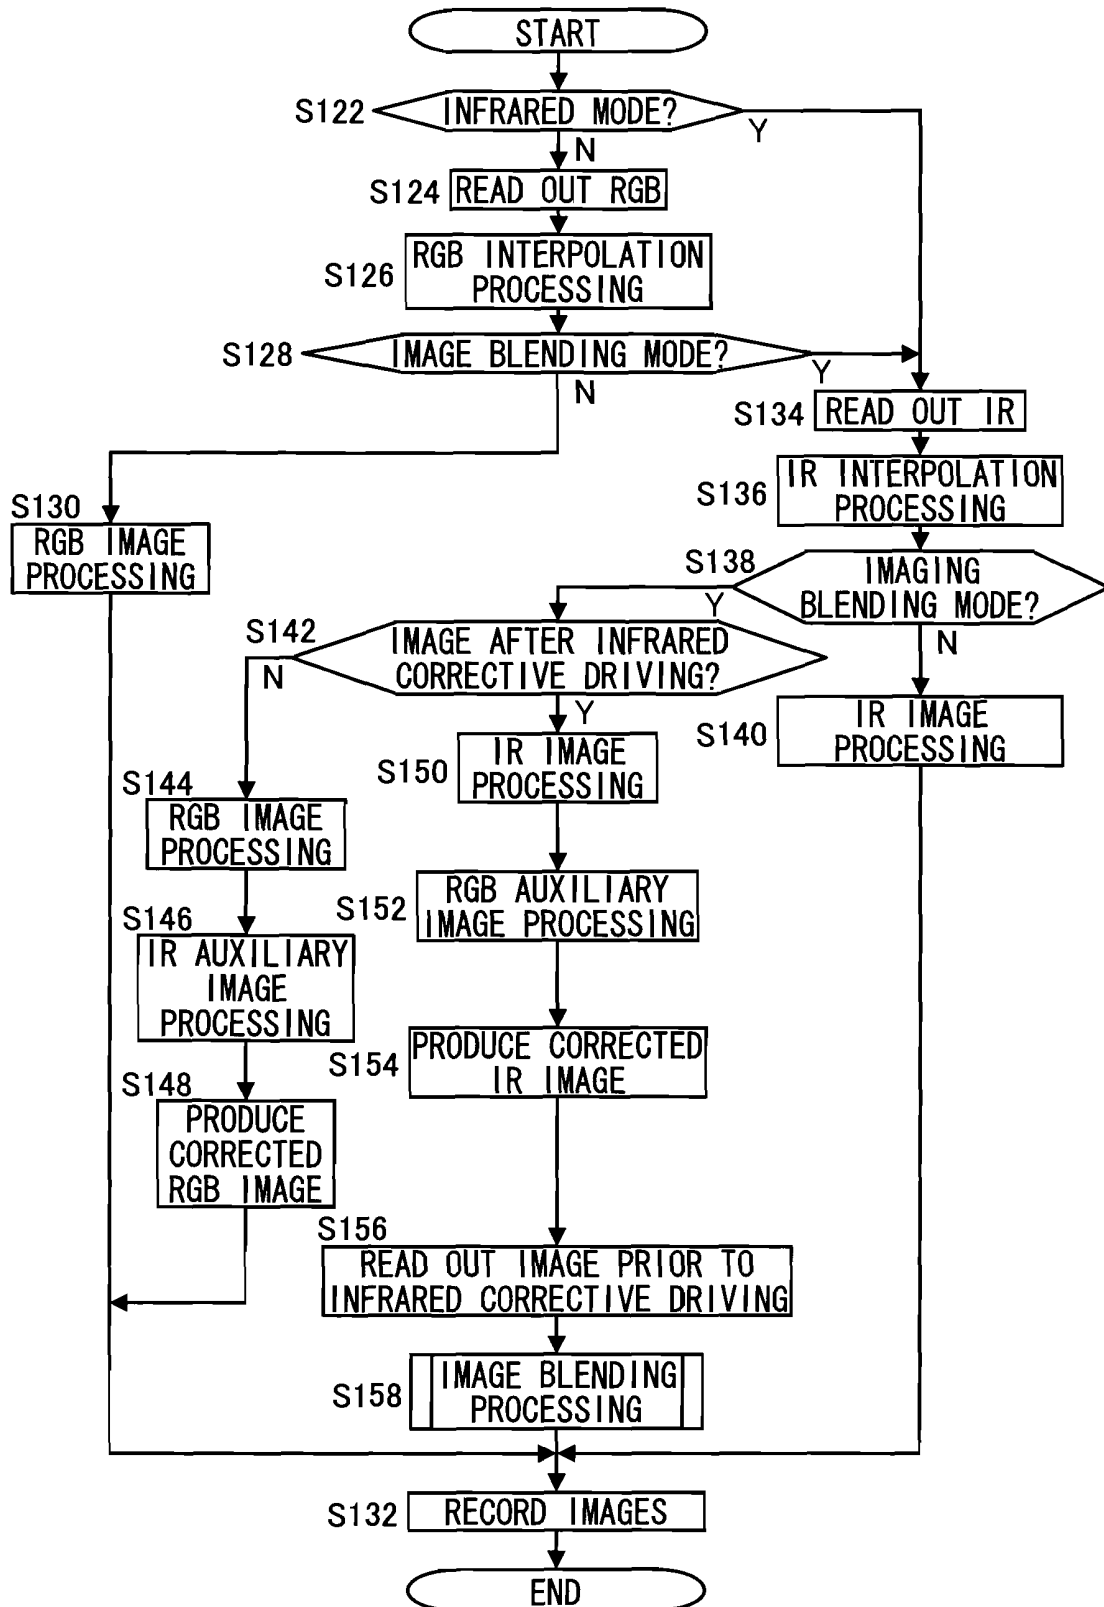 START
S122
INFRARED MODE?
Y
N
S124
READ OUT RGB
S126
RGB INTERPOLATION
PROCESSING
S128
IMAGE BLENDING MODE?
Y
N
S134
READ OUT IR
S136
IR INTERPOLATION
PROCESSING
S130
RGB IMAGE
PROCESSING
S138
IMAGING
BLENDING MODE?
Y
N
S142
IMAGE AFTER INFRARED
CORRECTIVE DRIVING?
N
Y
S140
IR IMAGE
PROCESSING
S150
IR IMAGE
PROCESSING
S144
RGB IMAGE
PROCESSING
S152
RGB AUXILIARY
IMAGE PROCESSING
S146
IR AUXILIARY
IMAGE
PROCESSING
S154
PRODUCE CORRECTED
IR IMAGE
S148
PRODUCE
CORRECTED
RGB IMAGE
S156
READ OUT IMAGE PRIOR TO
INFRARED CORRECTIVE DRIVING
S158
IMAGE BLENDING
PROCESSING
S132
RECORD IMAGES
END